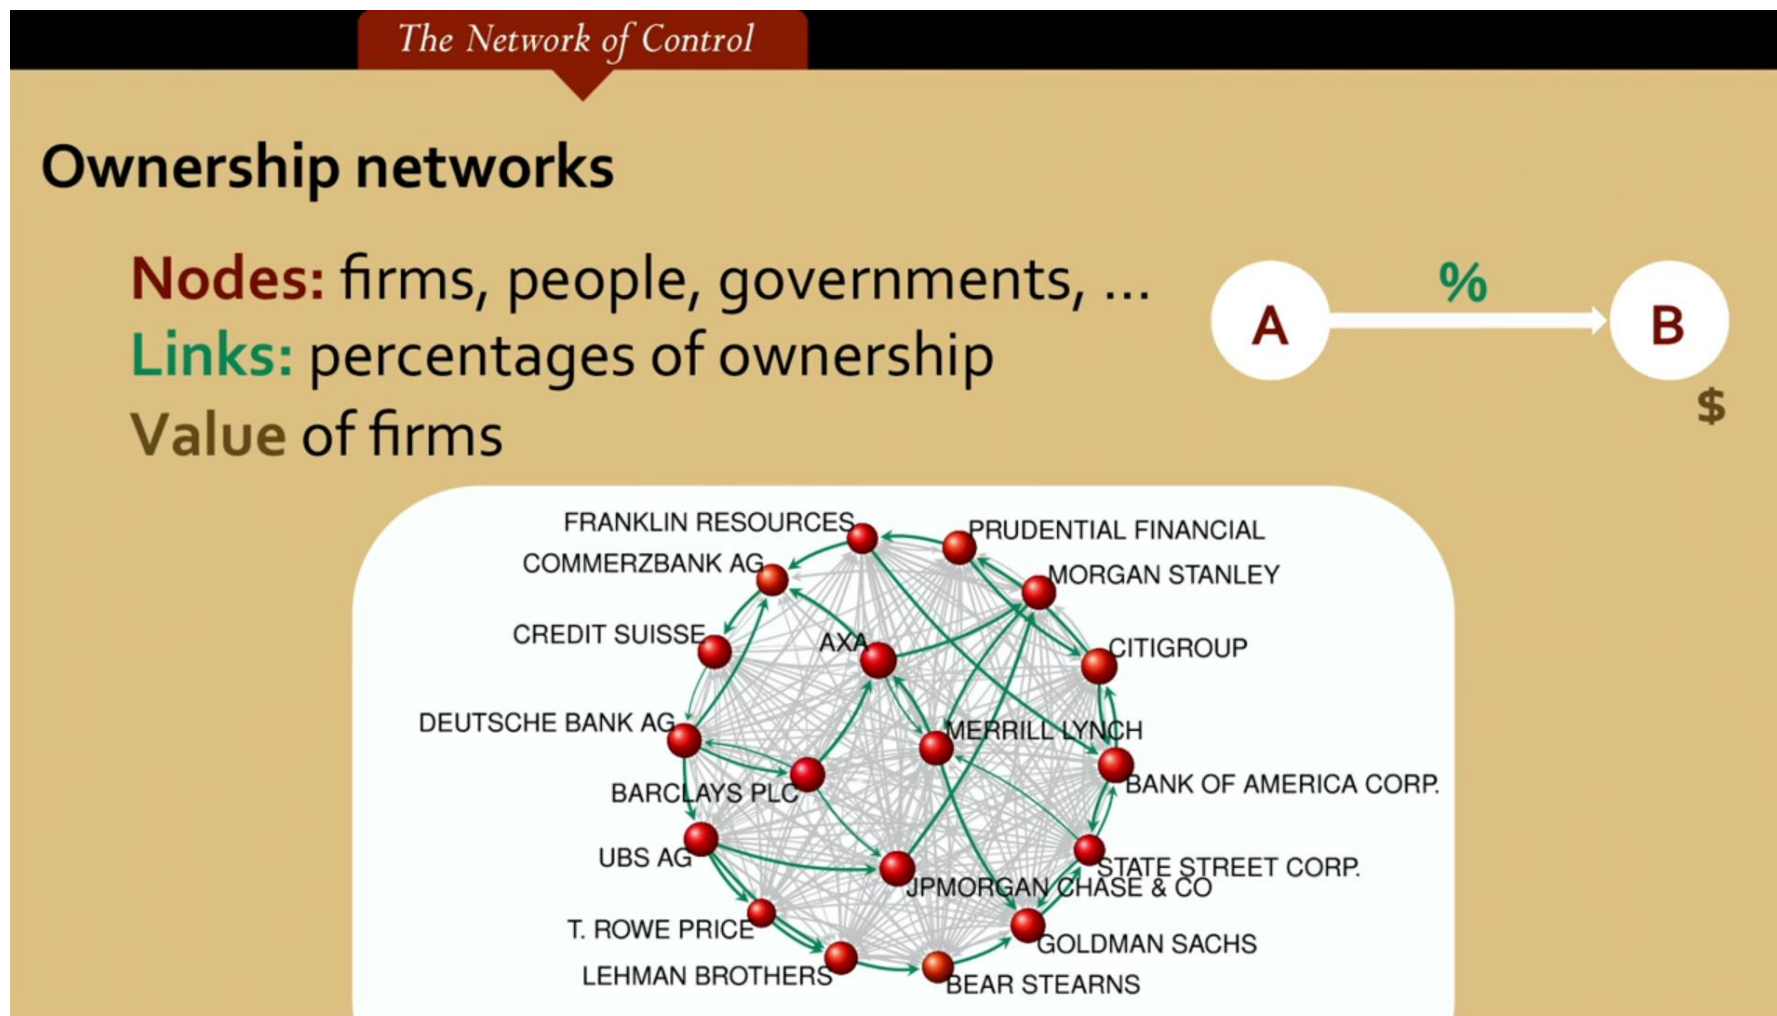 The Network of Control
Ownership networks
Nodes: firms, people, governments, ...
Links: percentages of ownership
Value of firms
%
A
B
$
FRANKLIN RESOURCES
PRUDENTIAL FINANCIAL
COMMERZBANK AG
MORGAN STANLEY
CREDIT SUISSE
AXA
CITIGROUP
DEUTSCHE BANK AG
MERRILL LYNCH
BARCLAYS PLC
BANK OF AMERICA CORP.
UBS AG
STATE STREET CORP.
JPMORGAN CHASE & CO
T. ROWE PRICE
GOLDMAN SACHS
LEHMAN BROTHERS
BEAR STEARNS